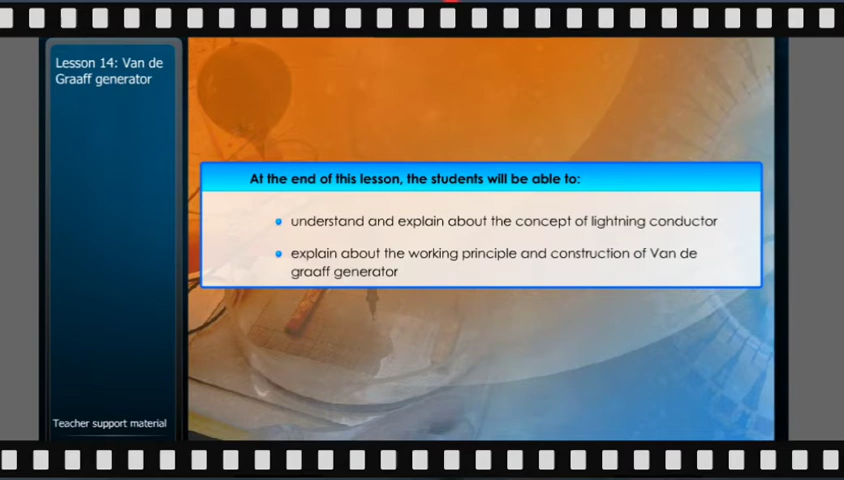 Lesson 14: Van de
Graaff generator
At the end of this lesson, the students will be able to:
understand and explain about the concept of lightning conductor
explain about the working principle and construction of Van de
graaff generator
Teacher support material